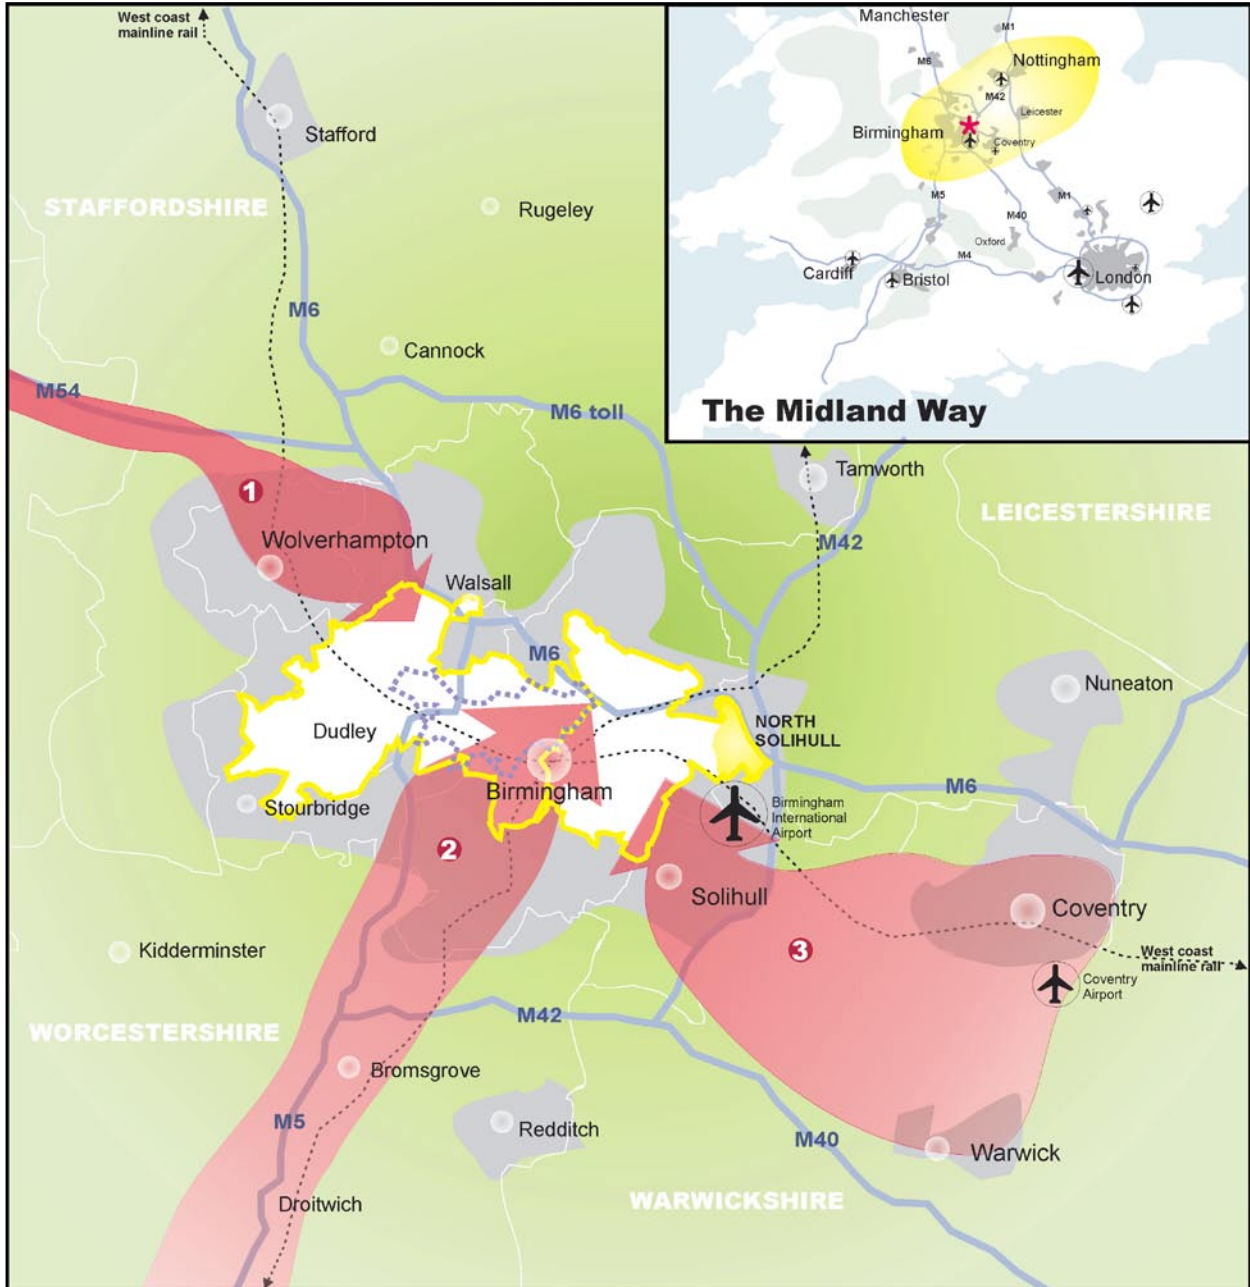 West coast
mainline rail
Manchester
M1
M6
Nottingham
M42
Leicester
Birmingham
Coventry
M5
M1
M40
Oxford
M4
Cardiff
Bristol
London
The Midland Way
Stafford
STAFFORDSHIRE
Rugeley
M6
Cannock
M54
M6 toll
Tamworth
1
LEICESTERSHIRE
Wolverhampton
M42
Walsall
M6
Nuneaton
NORTH
SOLIHULL
Dudley
Birmingham
M6
Stourbridge
Birmingham
International
Airport
2
Solihull
Coventry
3
Kidderminster
West coast
mainline rail
Coventry
Airport
M42
WORCESTERSHIRE
Bromsgrove
M5
Redditch
M40
Warwick
Droitwich
WARWICKSHIRE